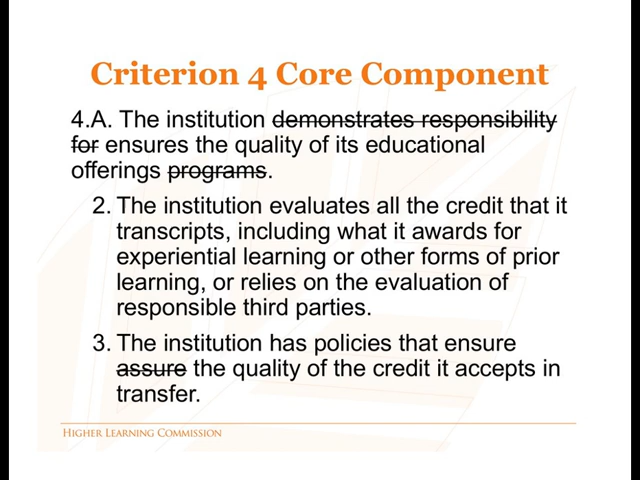 Criterion 4 Core Component
4.A. The institution demonstrates responsibility
for ensures the quality of its educational
offerings programs.
2. The institution evaluates all the credit that it
transcripts, including what it awards for
experiential learning or other forms of prior
learning, or relies on the evaluation of
responsible third parties.
3. The institution has policies that ensure
assure the quality of the credit it accepts in
transfer.
Higher Learning Commission